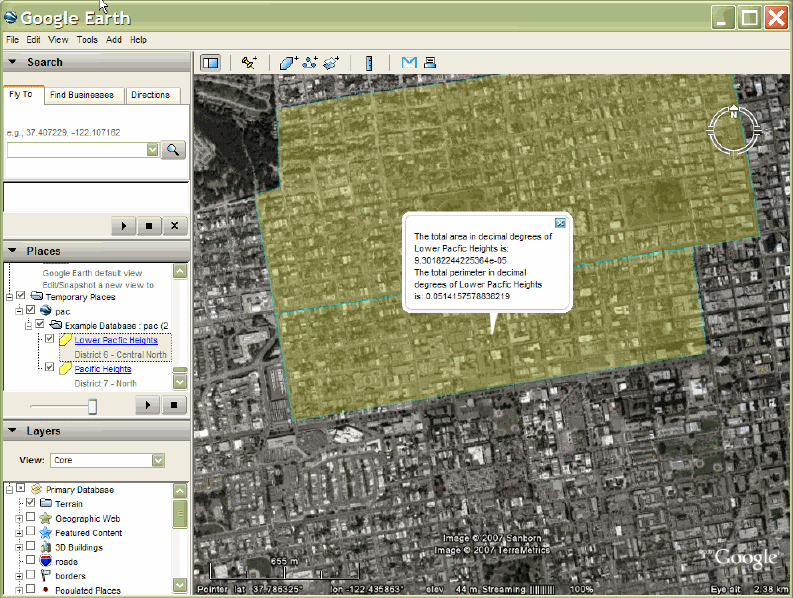 Google Earth
File Edit View Tools Add Help
Search
Fly To Find Businesses Directions
e.g., 37.407229, -122.107162
Places
Google Earth default view.
Edit/Snapshot a new view to
Temporary Places
pac
Example Database : pac (2
Lower Pacfic Heights
District 6 - Central North
Pacific Heights
District 7 - North
Layers
View: Core
Primary Database
Terrain
Geographic Web
Featured Content
3D Buildings
roads
borders
Populated Places
N
The total area in decimal degrees of
Lower Pacfic Heights is:
9.30182244225364e-05
The total perimeter in decimal
degrees of Lower Pacfic Heights
is: 0.0514157578836219
Image © 2007 Sanborn
Image © 2007 TerraMetrics
©2007 Google
655 m
Pointer lat 37.786325° lon -122.435863° elev 44 m Streaming 100% Eye alt 2.38 km